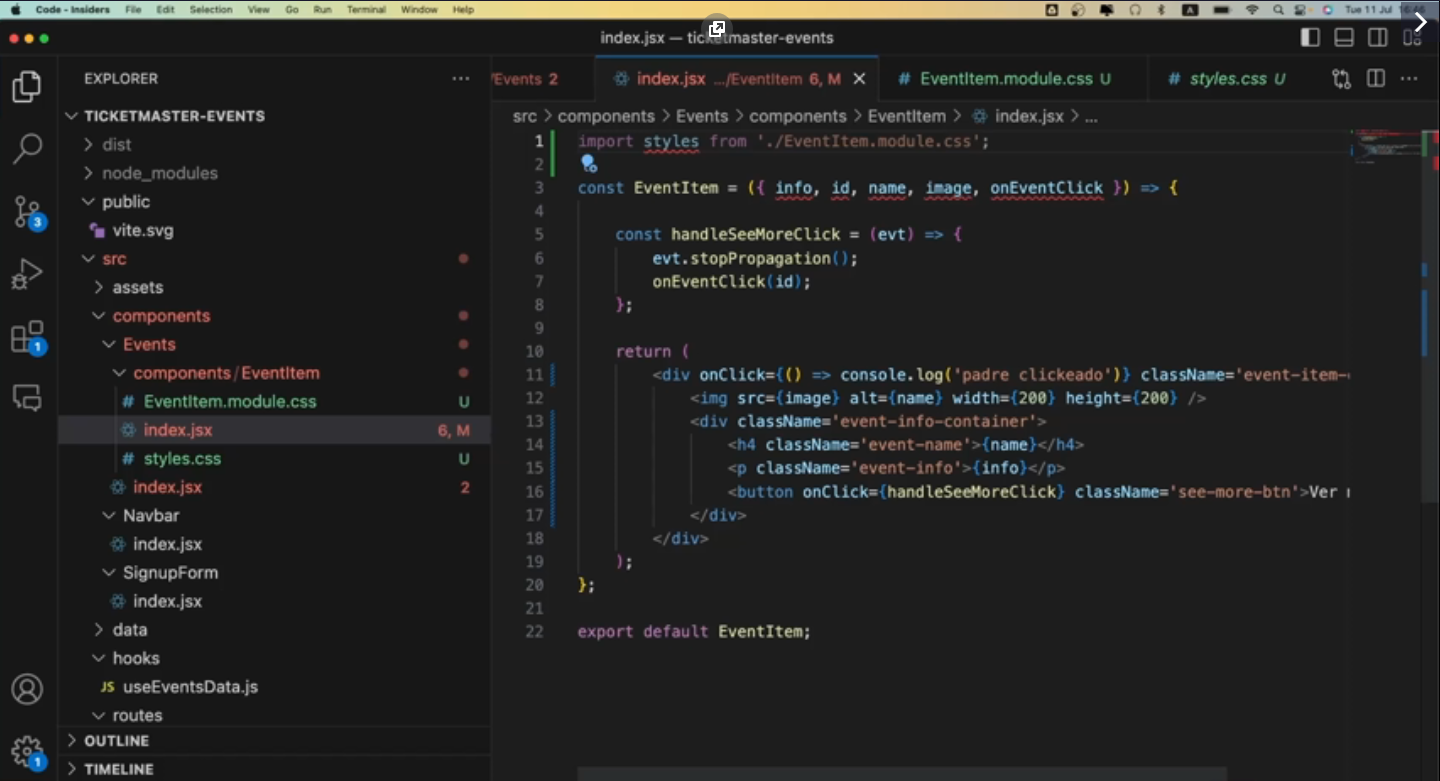 Code - Insiders File Edit Selection View Go Run Terminal Window Help A Tue 11 Jul
index.jsx — ticketmaster-events
EXPLORER ...
/Events 2 index.jsx .../EventItem 6, M # EventItem.module.css U # styles.css U ...
src > components > Events > components > EventItem > index.jsx > ...
TICKETMASTER-EVENTS
dist
node_modules
public
vite.svg
src
assets
components
Events
components/EventItem
# EventItem.module.css U
index.jsx 6, M
# styles.css U
index.jsx 2
Navbar
index.jsx
SignupForm
index.jsx
data
hooks
JS useEventsData.js
routes
OUTLINE
TIMELINE
3
1
1
1 import styles from './EventItem.module.css';
2
3 const EventItem = ({ info, id, name, image, onEventClick }) => {
4
5 const handleSeeMoreClick = (evt) => {
6 evt.stopPropagation();
7 onEventClick(id);
8 };
9
10 return (
11 <div onClick={() => console.log('padre clickeado')} className='event-item-
12 <img src={image} alt={name} width={200} height={200} />
13 <div className='event-info-container'>
14 <h4 className='event-name'>{name}</h4>
15 <p className='event-info'>{info}</p>
16 <button onClick={handleSeeMoreClick} className='see-more-btn'>Ver
17 </div>
18 </div>
19 );
20 };
21
22 export default EventItem;